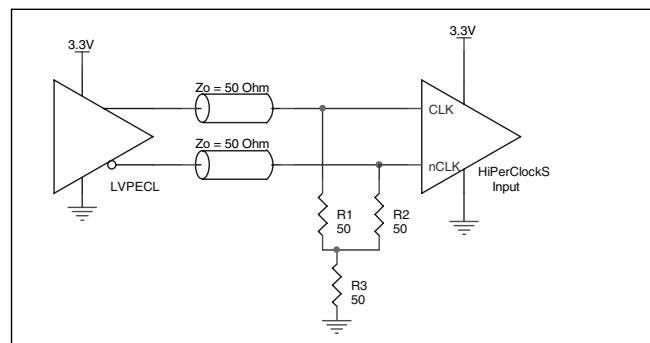 3.3V
3.3V
Zo = 50 Ohm
CLK
Zo = 50 Ohm
nCLK
LVPECL
HiPerClockS
Input
R1
50
R2
50
R3
50